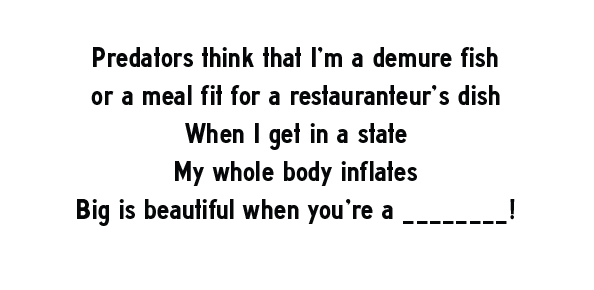 Predators think that I'm a demure fish
or a meal fit for a restauranteur's dish
When I get in a state
My whole body inflates
Big is beautiful when you're a ________!